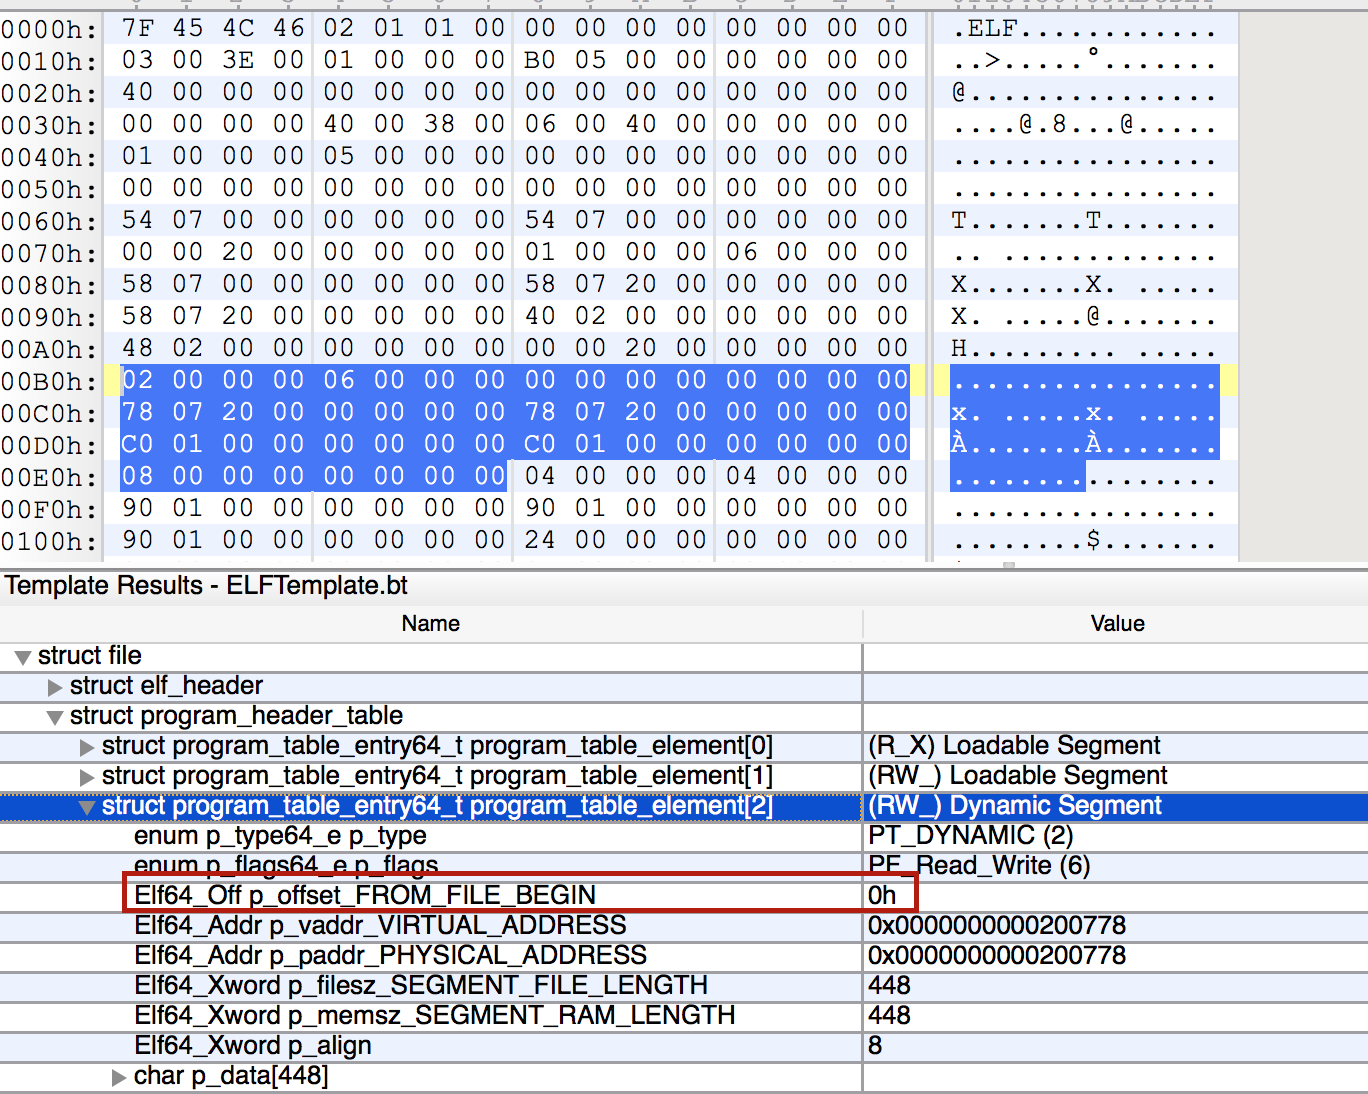 0000h: 7F 45 4C 46 02 01 01 00 00 00 00 00 00 00 00 00 .ELF............
0010h: 03 00 3E 00 01 00 00 00 B0 05 00 00 00 00 00 00 ..>.....°.......
0020h: 40 00 00 00 00 00 00 00 00 00 00 00 00 00 00 00 @...............
0030h: 00 00 00 00 40 00 38 00 06 00 40 00 00 00 00 00 ....@.8...@.....
0040h: 01 00 00 00 05 00 00 00 00 00 00 00 00 00 00 00 ................
0050h: 00 00 00 00 00 00 00 00 00 00 00 00 00 00 00 00 ................
0060h: 54 07 00 00 00 00 00 00 54 07 00 00 00 00 00 00 T.......T.......
0070h: 00 00 20 00 00 00 00 00 01 00 00 00 06 00 00 00 .. .............
0080h: 58 07 00 00 00 00 00 00 58 07 20 00 00 00 00 00 X.......X. .....
0090h: 58 07 20 00 00 00 00 00 40 02 00 00 00 00 00 00 X. .....@.......
00A0h: 48 02 00 00 00 00 00 00 00 00 20 00 00 00 00 00 H......... .....
00B0h: 02 00 00 00 06 00 00 00 00 00 00 00 00 00 00 00 ................
00C0h: 78 07 20 00 00 00 00 00 78 07 20 00 00 00 00 00 x. .....x. .....
00D0h: C0 01 00 00 00 00 00 00 C0 01 00 00 00 00 00 00 À.......À.......
00E0h: 08 00 00 00 00 00 00 00 04 00 00 00 04 00 00 00 ................
00F0h: 90 01 00 00 00 00 00 00 90 01 00 00 00 00 00 00 ................
0100h: 90 01 00 00 00 00 00 00 24 00 00 00 00 00 00 00 ........$.......
Template Results - ELFTemplate.bt
Name Value
struct file
struct elf_header
struct program_header_table
struct program_table_entry64_t program_table_element[0] (R_X) Loadable Segment
struct program_table_entry64_t program_table_element[1] (RW_) Loadable Segment
struct program_table_entry64_t program_table_element[2] (RW_) Dynamic Segment
enum p_type64_e p_type PT_DYNAMIC (2)
enum p_flags64_e p_flags PF_Read_Write (6)
Elf64_Off p_offset_FROM_FILE_BEGIN 0h
Elf64_Addr p_vaddr_VIRTUAL_ADDRESS 0x0000000000200778
Elf64_Addr p_paddr_PHYSICAL_ADDRESS 0x0000000000200778
Elf64_Xword p_filesz_SEGMENT_FILE_LENGTH 448
Elf64_Xword p_memsz_SEGMENT_RAM_LENGTH 448
Elf64_Xword p_align 8
char p_data[448]